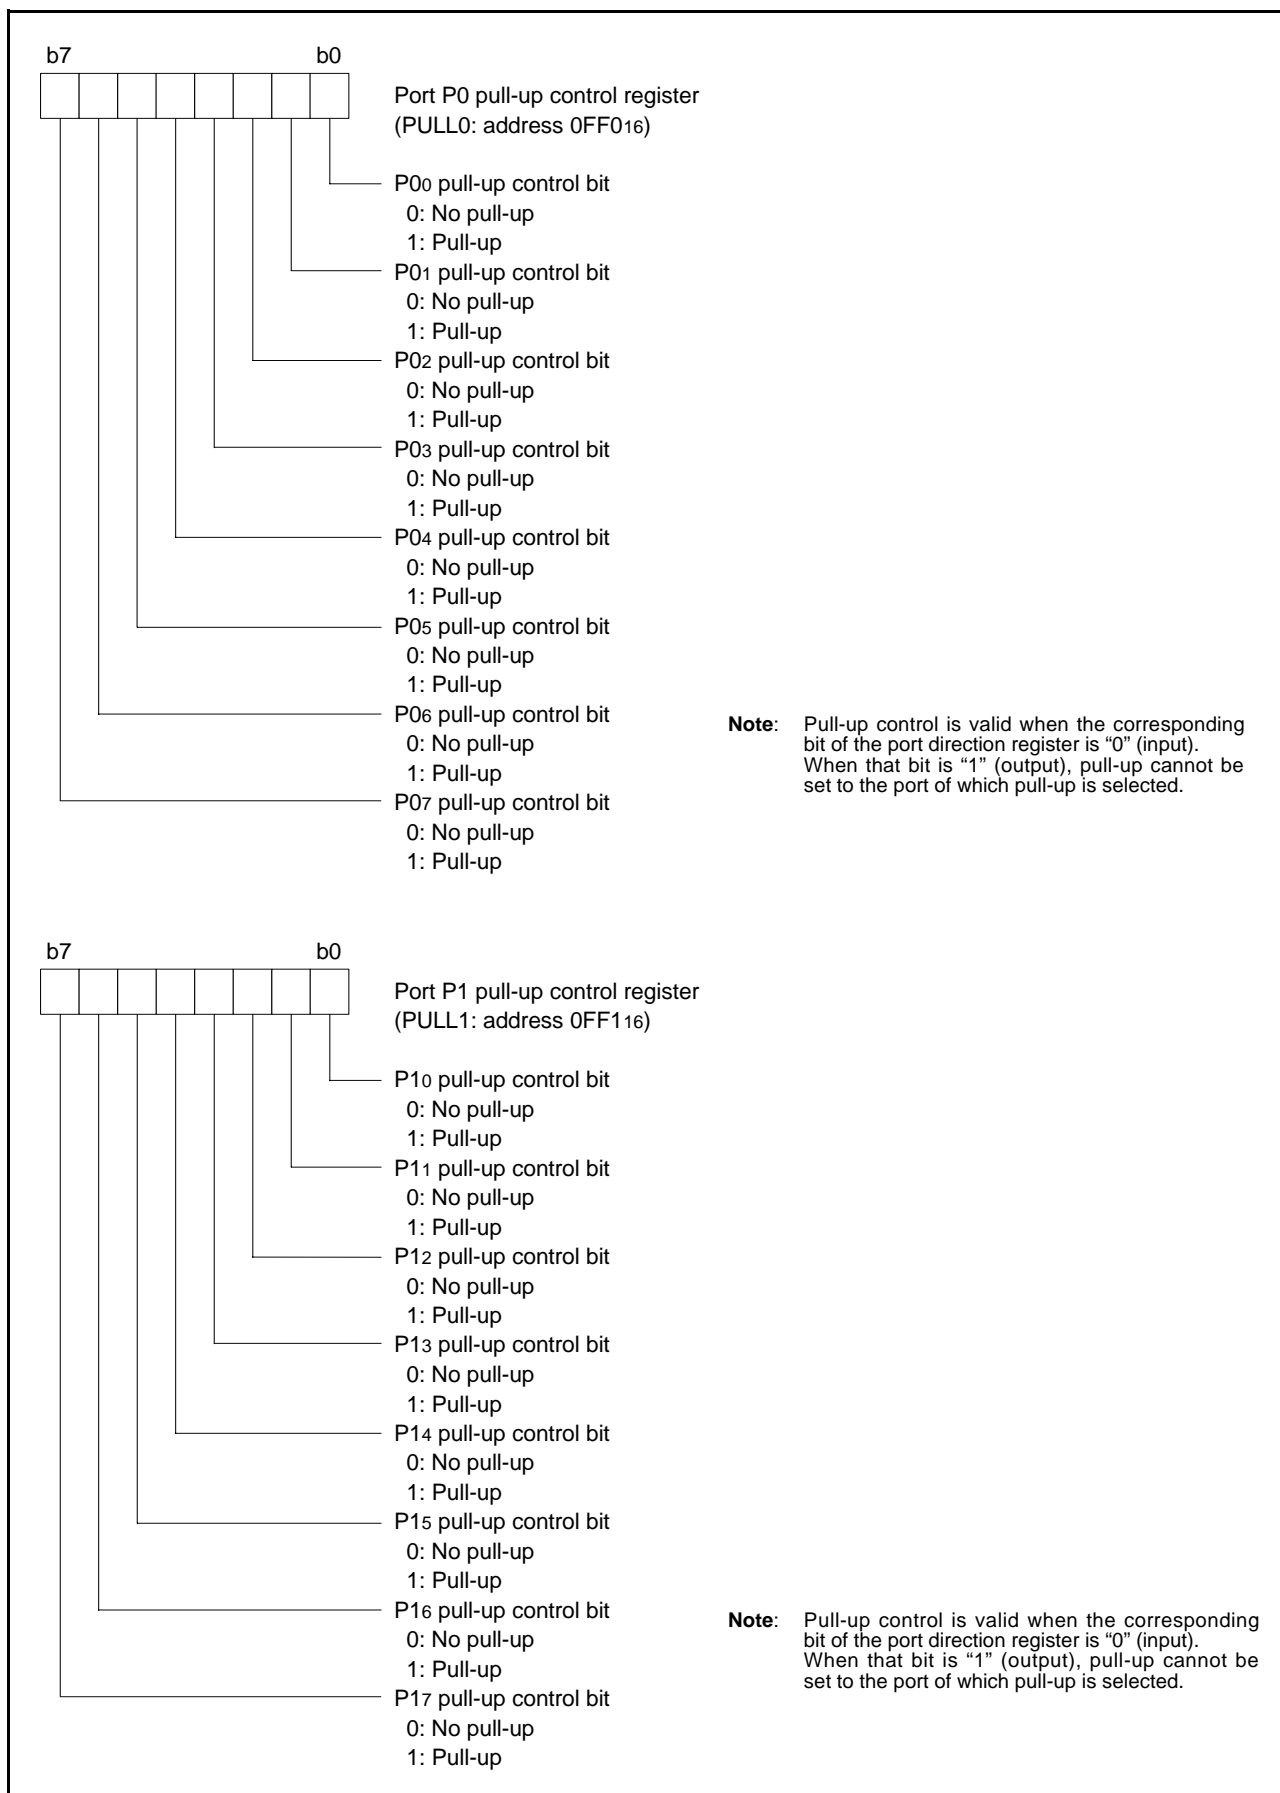 b7 b0
Port P0 pull-up control register
(PULL0: address 0FF016)
P00 pull-up control bit
0: No pull-up
1: Pull-up
P01 pull-up control bit
0: No pull-up
1: Pull-up
P02 pull-up control bit
0: No pull-up
1: Pull-up
P03 pull-up control bit
0: No pull-up
1: Pull-up
P04 pull-up control bit
0: No pull-up
1: Pull-up
P05 pull-up control bit
0: No pull-up
1: Pull-up
P06 pull-up control bit
0: No pull-up
1: Pull-up
P07 pull-up control bit
0: No pull-up
1: Pull-up
Note: Pull-up control is valid when the corresponding
bit of the port direction register is “0” (input).
When that bit is “1” (output), pull-up cannot be
set to the port of which pull-up is selected.
b7 b0
Port P1 pull-up control register
(PULL1: address 0FF116)
P10 pull-up control bit
0: No pull-up
1: Pull-up
P11 pull-up control bit
0: No pull-up
1: Pull-up
P12 pull-up control bit
0: No pull-up
1: Pull-up
P13 pull-up control bit
0: No pull-up
1: Pull-up
P14 pull-up control bit
0: No pull-up
1: Pull-up
P15 pull-up control bit
0: No pull-up
1: Pull-up
P16 pull-up control bit
0: No pull-up
1: Pull-up
P17 pull-up control bit
0: No pull-up
1: Pull-up
Note: Pull-up control is valid when the corresponding
bit of the port direction register is “0” (input).
When that bit is “1” (output), pull-up cannot be
set to the port of which pull-up is selected.